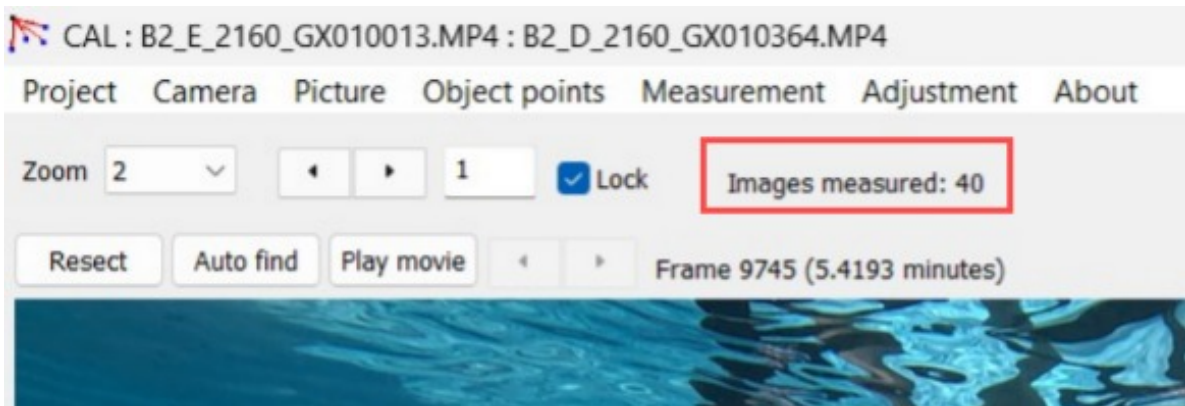 CAL : B2_E_2160_GX010013.MP4 : B2_D_2160_GX010364.MP4
Project Camera Picture Object points Measurement Adjustment About
Zoom 2 1 Lock Images measured: 40
Resect Auto find Play movie Frame 9745 (5.4193 minutes)